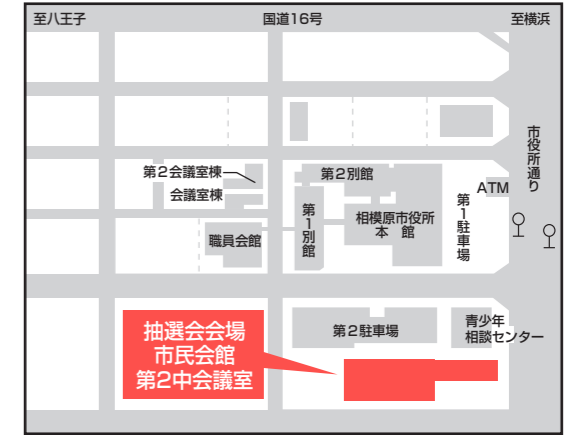 至八王子
国道16号
至横浜
市役所通り
第2会議室棟
会議室棟
職員会館
第1別館
第2別館
相模原市役所
本 館
第1駐車場
ATM
第2駐車場
青少年
相談センター
抽選会会場
市民会館
第2中会議室